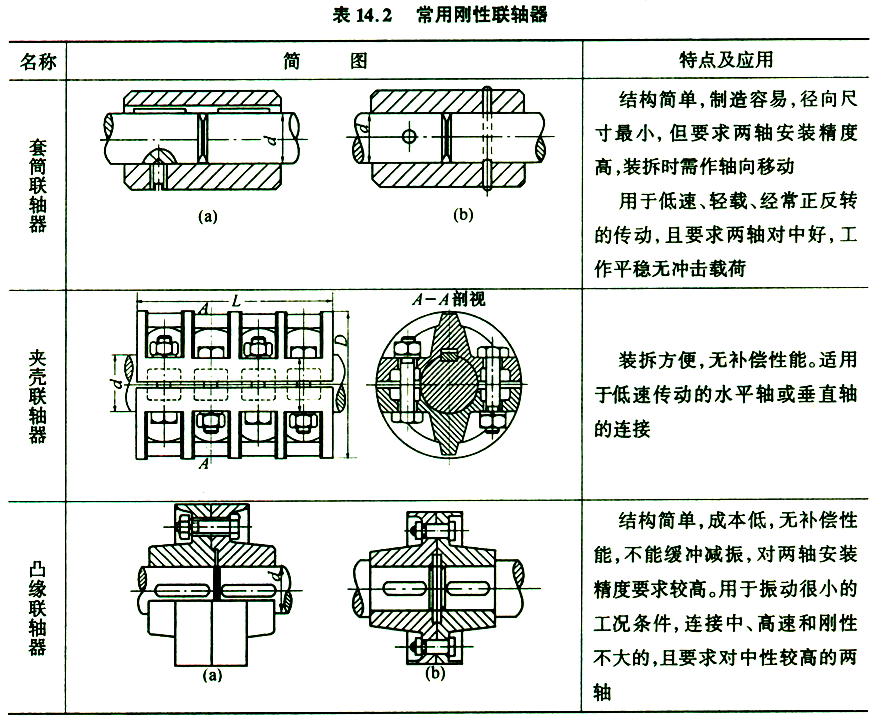 表 14.2 常用刚性联轴器
名称 简 图 特点及应用
套筒联轴器
d
(a)
d
(b)
结构简单,制造容易,径向尺
寸最小,但要求两轴安装精度
高,装拆时需作轴向移动
用于低速、轻载、经常正反转
的传动,且要求两轴对中好,工
作平稳无冲击载荷
夹壳联轴器
L
A
d
D
A
A-A剖视
装拆方便,无补偿性能。适用
于低速传动的水平轴或垂直轴
的连接
凸缘联轴器
d
(a)
(b)
结构简单,成本低,无补偿性
能,不能缓冲减振,对两轴安装
精度要求较高。用于振动很小的
工况条件,连接中、高速和刚性
不大的,且要求对中性较高的两
轴